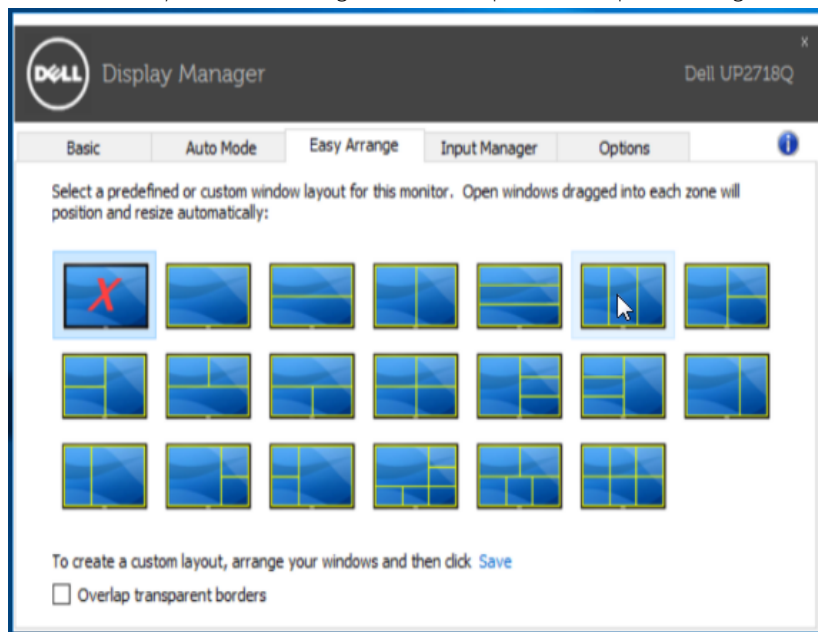 DELL Display Manager
x
Dell UP2718Q
Basic Auto Mode Easy Arrange Input Manager Options
Select a predefined or custom window layout for this monitor. Open windows dragged into each zone will
position and resize automatically:
X
To create a custom layout, arrange your windows and then click Save
Overlap transparent borders